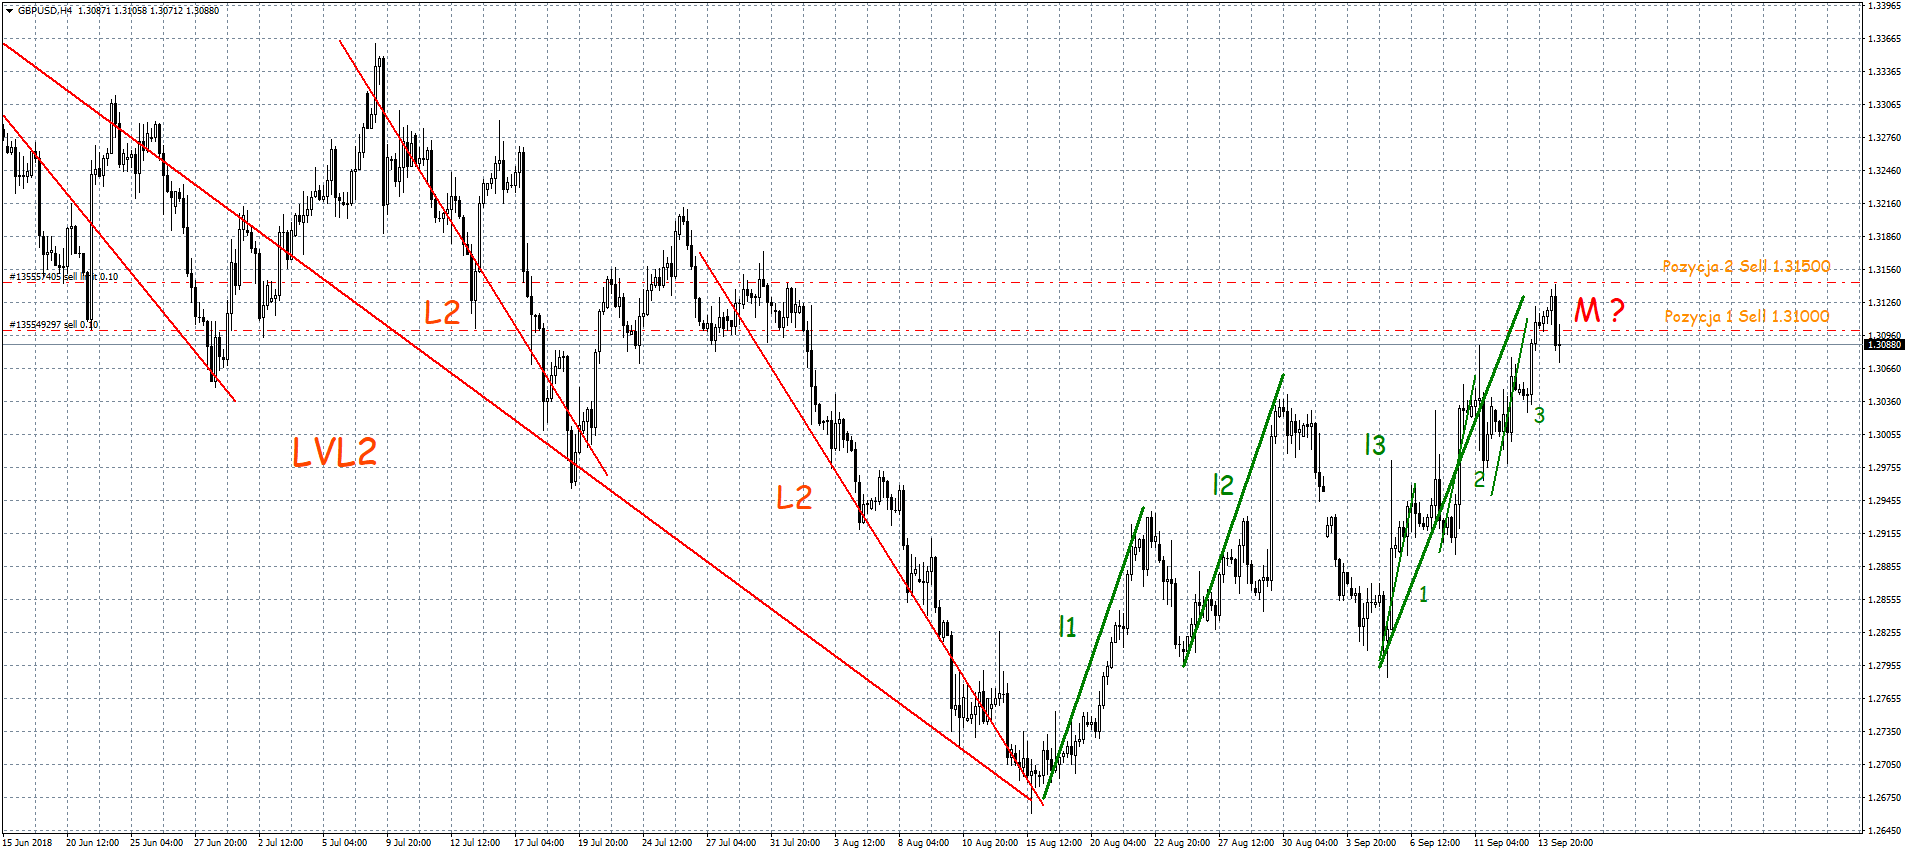 GBPUSD,H4 1.30871 1.31058 1.30712 1.30880
1.33965
1.33665
1.33365
1.33065
1.32760
1.32460
1.32160
1.31860
1.31560
1.31260
1.30960
1.30880
1.30660
1.30360
1.30055
1.29755
1.29455
1.29155
1.28855
1.28555
1.28255
1.27955
1.27655
1.27350
1.27050
1.26750
1.26450
#135557405 sell limit 0.10
#135549297 sell 0.10
Pozycja 2 Sell 1.31500
Pozycja 1 Sell 1.31000
M ?
L2
LVL2
L2
l1
l2
l3
1
2
3
15 Jun 2018
20 Jun 12:00
25 Jun 04:00
27 Jun 20:00
2 Jul 12:00
5 Jul 04:00
9 Jul 20:00
12 Jul 12:00
17 Jul 04:00
19 Jul 20:00
24 Jul 12:00
27 Jul 04:00
31 Jul 20:00
3 Aug 12:00
8 Aug 04:00
10 Aug 20:00
15 Aug 12:00
20 Aug 04:00
22 Aug 20:00
27 Aug 12:00
30 Aug 04:00
3 Sep 20:00
6 Sep 12:00
11 Sep 04:00
13 Sep 20:00